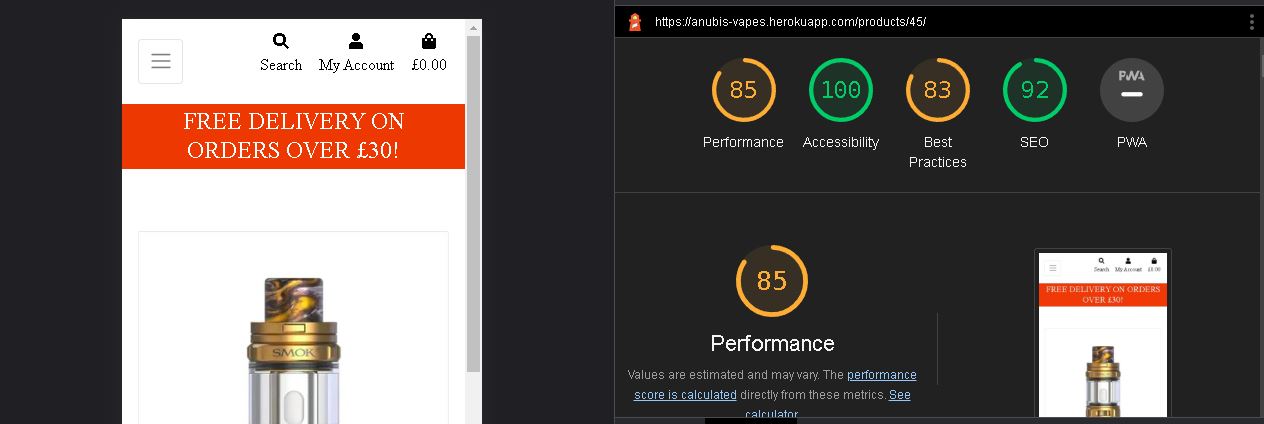 Search
My Account
£0.00
FREE DELIVERY ON
ORDERS OVER £30!
SMOK
https://anubis-vapes.herokuapp.com/products/45/
85
100
83
92
PWA
Performance
Accessibility
Best
Practices
SEO
PWA
85
Performance
Values are estimated and may vary. The performance
score is calculated directly from these metrics. See
calculator
Search
My Account
£0.00
FREE DELIVERY ON ORDERS
OVER £30!